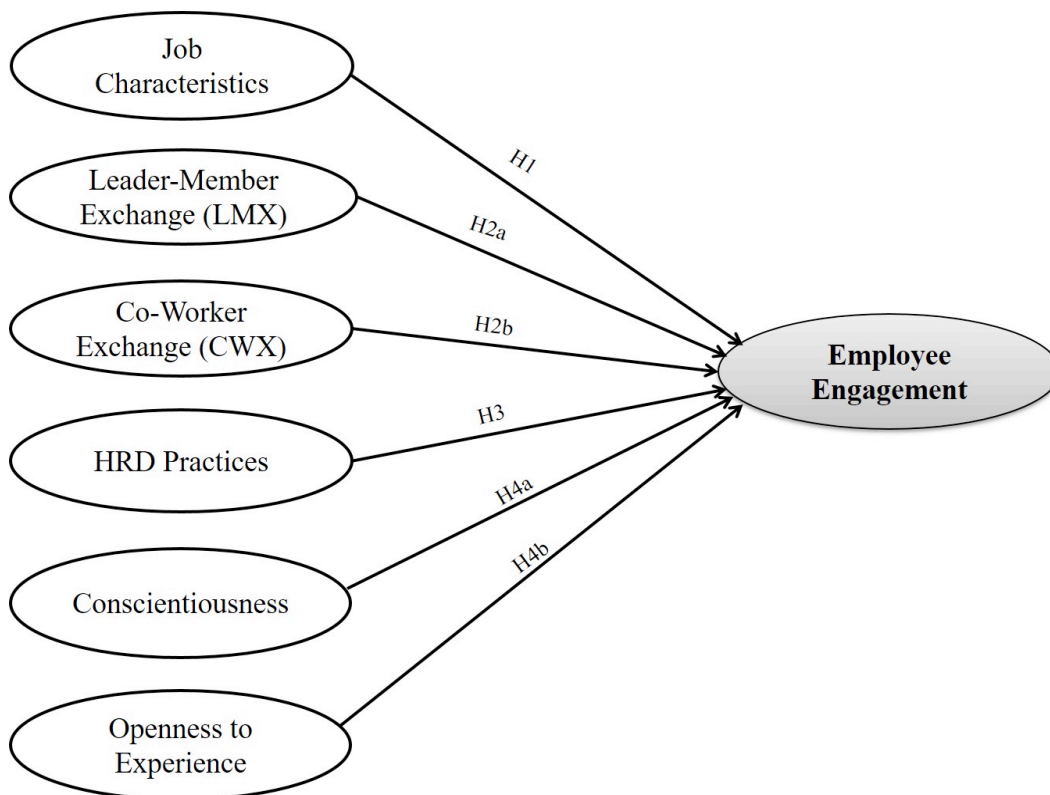 Job
Characteristics
H1
Leader-Member
Exchange (LMX)
H2a
Co-Worker
Exchange (CWX)
H2b
Employee
Engagement
HRD Practices
H3
Conscientiousness
H4a
Openness to
Experience
H4b